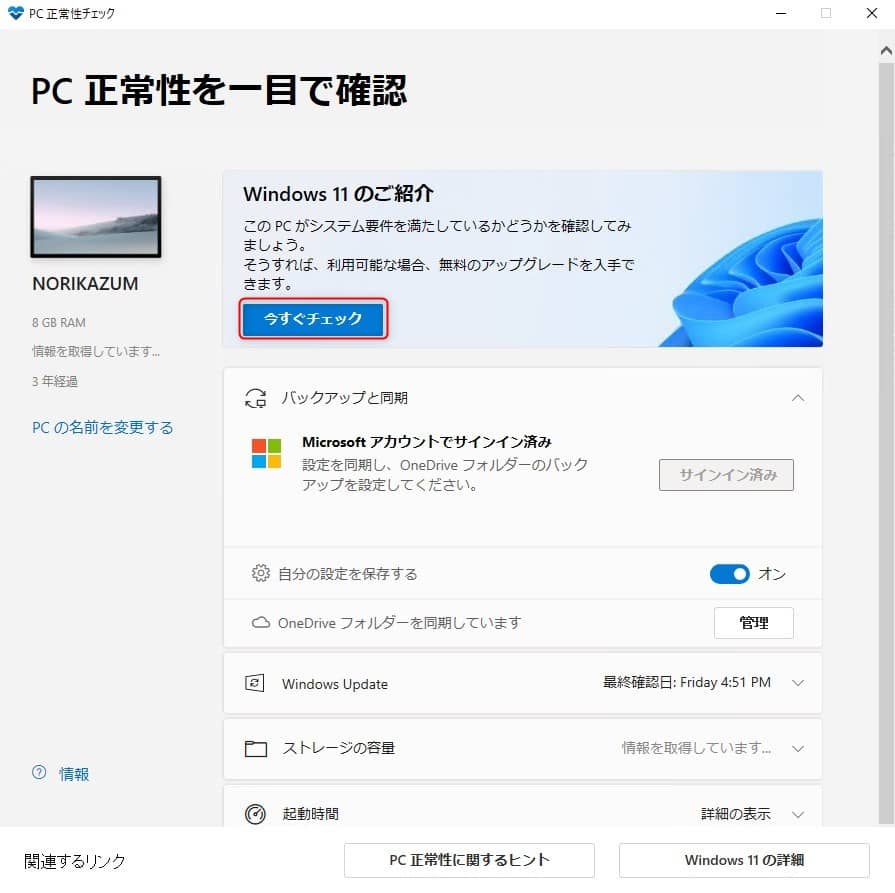 PC 正常性チェック
PC 正常性を一目で確認
NORIKAZUM
8 GB RAM
情報を取得しています...
3 年経過
PC の名前を変更する
Windows 11 のご紹介
この PC がシステム要件を満たしているかどうかを確認してみ
ましょう。
そうすれば、利用可能な場合、無料のアップグレードを入手で
きます。
今すぐチェック
バックアップと同期
Microsoft アカウントでサインイン済み
設定を同期し、OneDrive フォルダーのバック
アップを設定してください。
サインイン済み
自分の設定を保存する
オン
OneDrive フォルダーを同期しています
管理
Windows Update
最終確認日: Friday 4:51 PM
ストレージの容量
情報を取得しています...
起動時間
詳細の表示
情報
関連するリンク
PC 正常性に関するヒント
Windows 11 の詳細